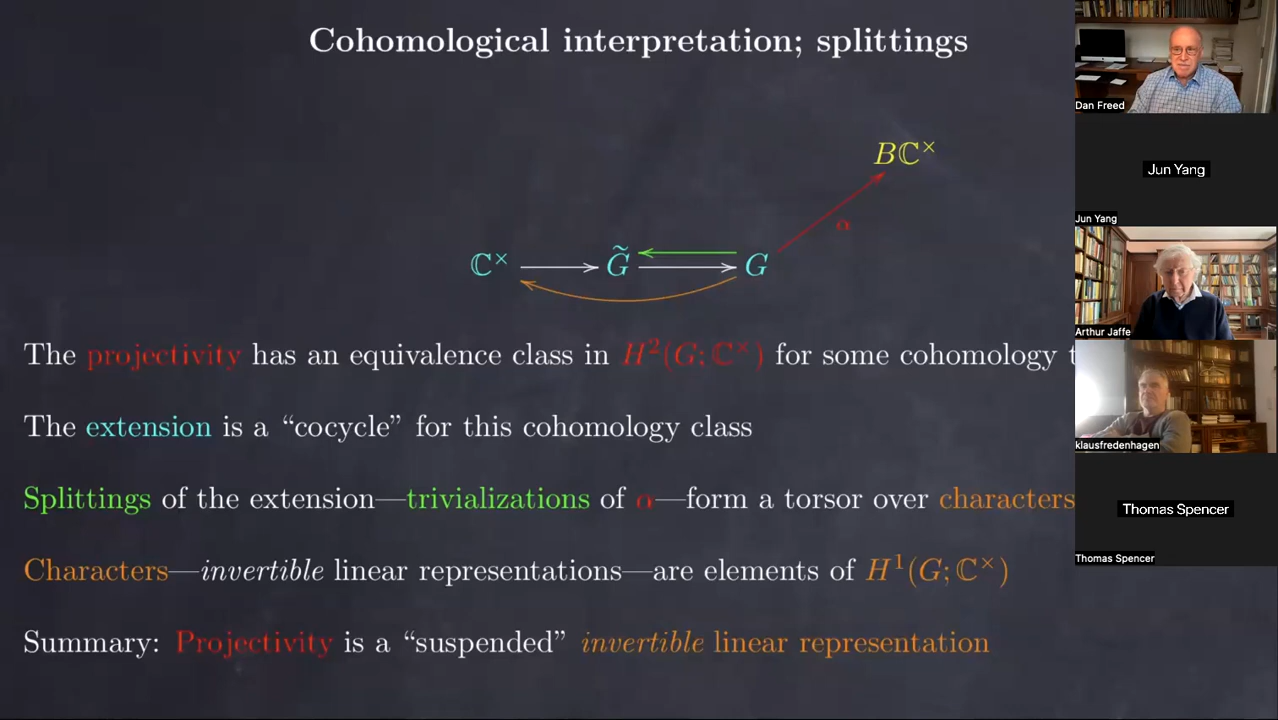 Cohomological interpretation; splittings
Bℂ×
α
ℂ× G̃ G
The projectivity has an equivalence class in H²(G; ℂ×) for some cohomology t
The extension is a “cocycle” for this cohomology class
Splittings of the extension—trivializations of α—form a torsor over characters
Characters—invertible linear representations—are elements of H¹(G; ℂ×)
Summary: Projectivity is a “suspended” invertible linear representation
Dan Freed
Jun Yang
Jun Yang
Arthur Jaffe
klausfredenhagen
Thomas Spencer
Thomas Spencer